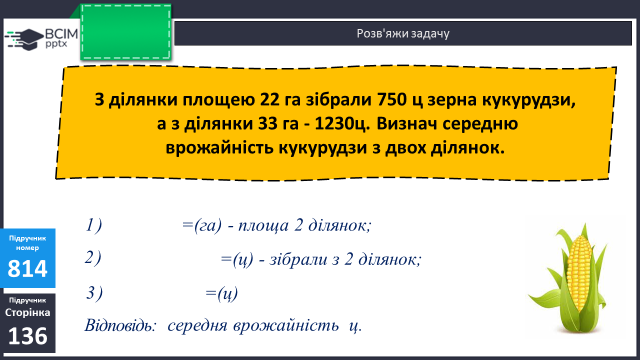 ВСІМ
pptx
Розв'яжи задачу
З ділянки площею 22 га зібрали 750 ц зерна кукурудзи,
а з ділянки 33 га - 1230ц. Визнач середню
врожайність кукурудзи з двох ділянок.
1) =(га) - площа 2 ділянок;
2) =(ц) - зібрали з 2 ділянок;
3) =(ц)
Відповідь: середня врожайність ц.
Підручник
номер
814
Підручник
Сторінка
136